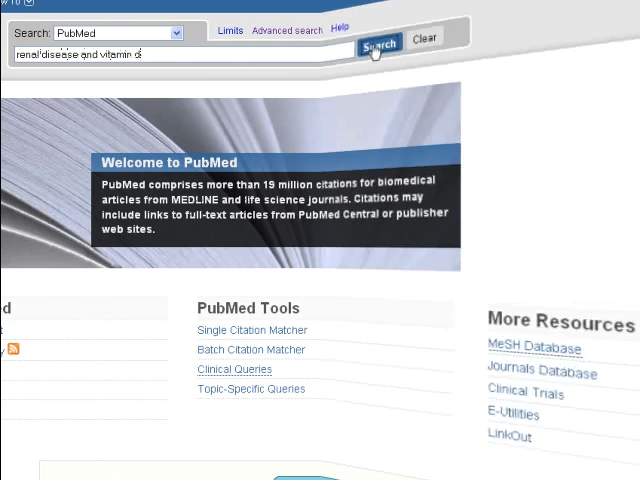 Search: PubMed
Limits Advanced search Help
renal disease and vitamin d
Search Clear
Welcome to PubMed
PubMed comprises more than 19 million citations for biomedical
articles from MEDLINE and life science journals. Citations may
include links to full-text articles from PubMed Central or publisher
web sites.
PubMed Tools
Single Citation Matcher
Batch Citation Matcher
Clinical Queries
Topic-Specific Queries
More Resources
MeSH Database
Journals Database
Clinical Trials
E-Utilities
LinkOut